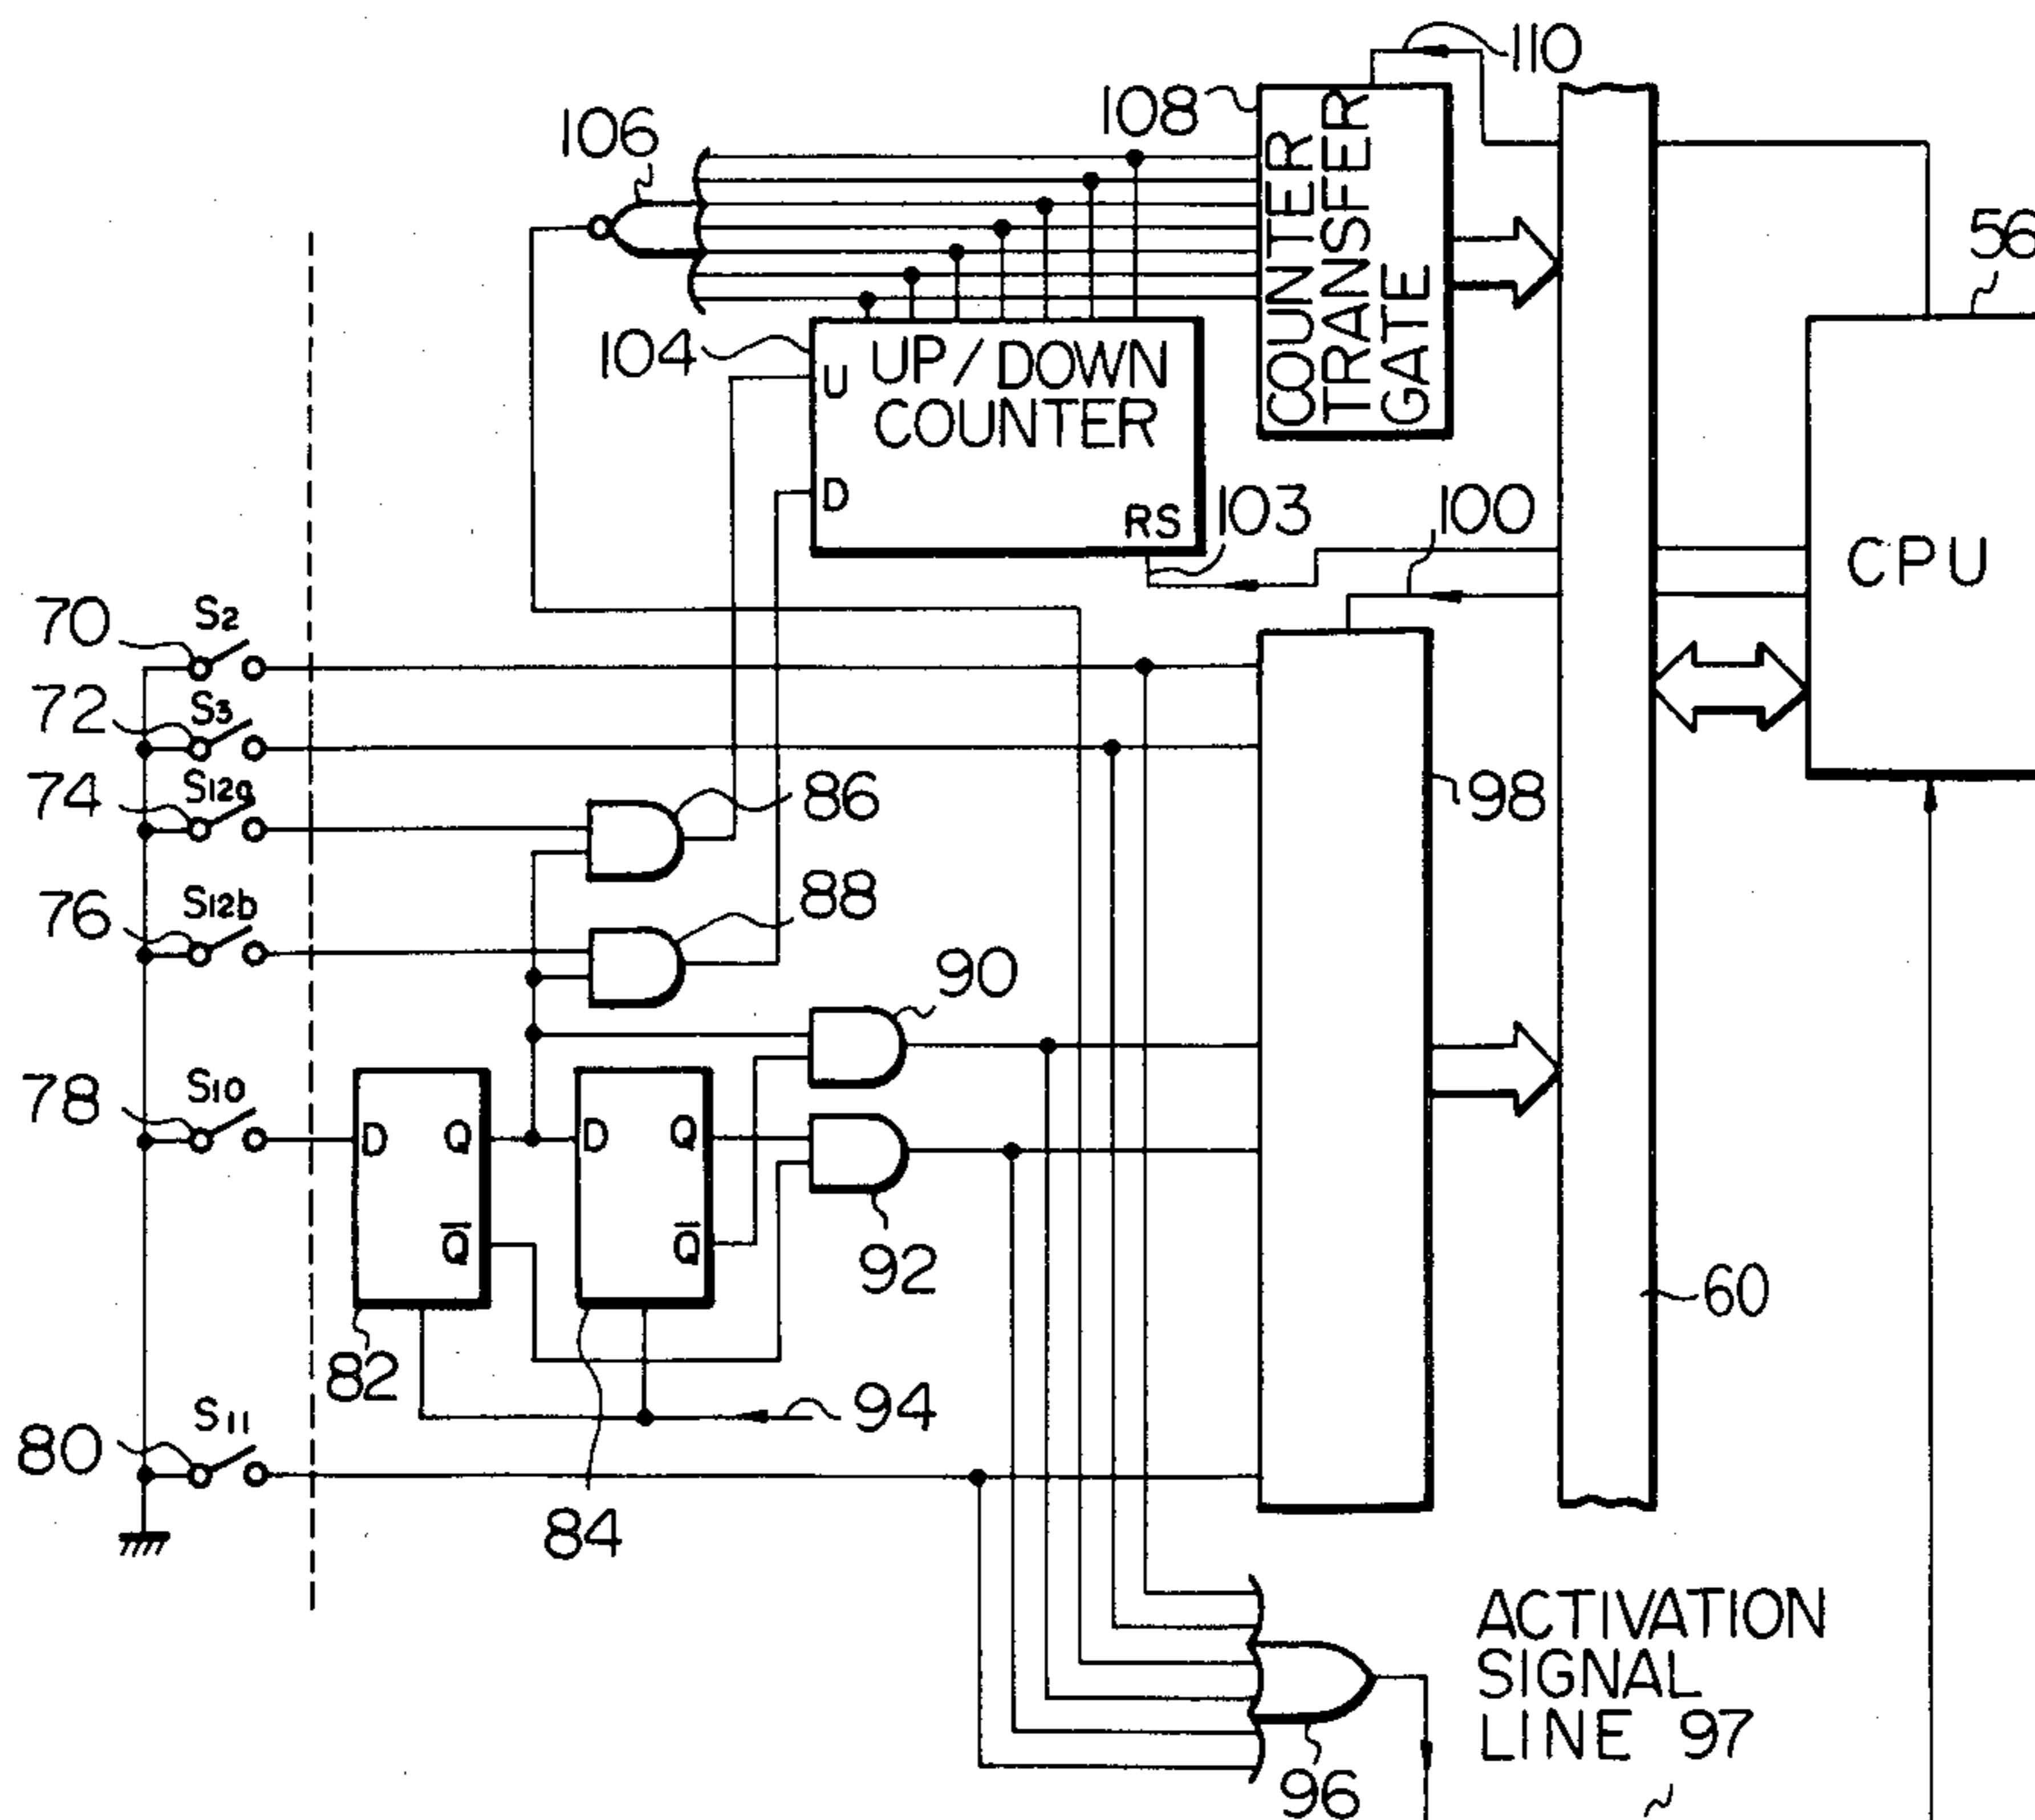 110
108
106
COUNTER
TRANSFER
GATE
56
104
U
UP/DOWN
COUNTER
D
RS
103
100
CPU
70
S2
72
S3
74
S12a
86
98
76
S12b
88
90
78
S10
D
Q
Q̅
D
Q
Q̅
92
60
82
94
80
S11
84
ACTIVATION
SIGNAL
LINE 97
96